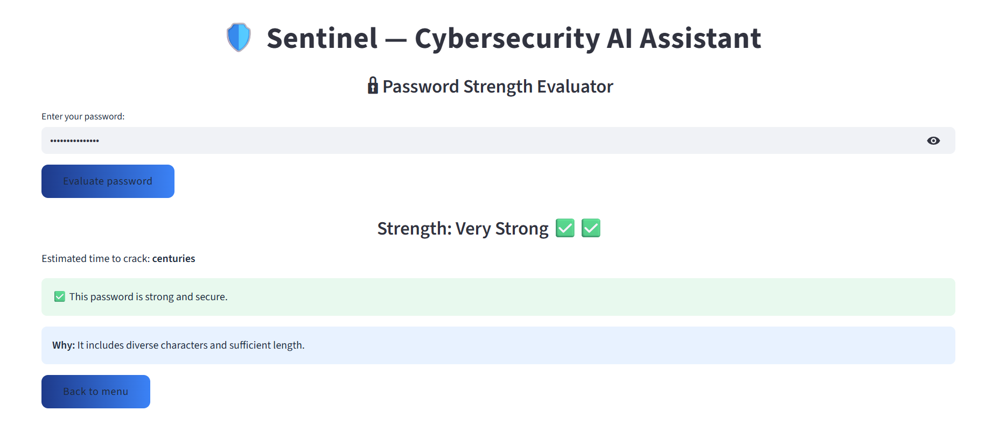 🛡️ Sentinel — Cybersecurity AI Assistant
🔒 Password Strength Evaluator
Enter your password:
•••••••••••••••
Evaluate password
Strength: Very Strong ✅ ✅
Estimated time to crack: centuries
✅ This password is strong and secure.
Why: It includes diverse characters and sufficient length.
Back to menu